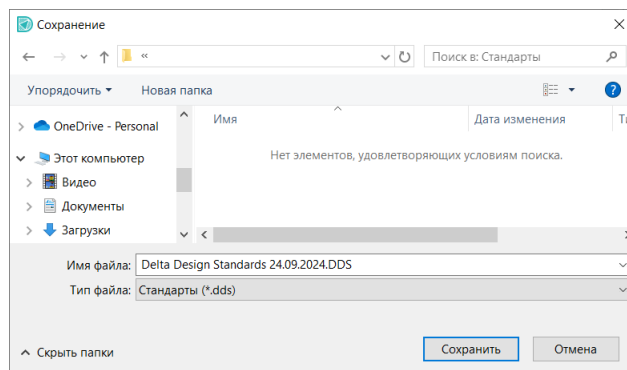 Сохранение
«
Поиск в: Стандарты
Упорядочить Новая папка
Имя Дата изменения
OneDrive - Personal
Нет элементов, удовлетворяющих условиям поиска.
Этот компьютер
Видео
Документы
Загрузки
Имя файла: Delta Design Standards 24.09.2024.DDS
Тип файла: Стандарты (*.dds)
Скрыть папки Сохранить Отмена